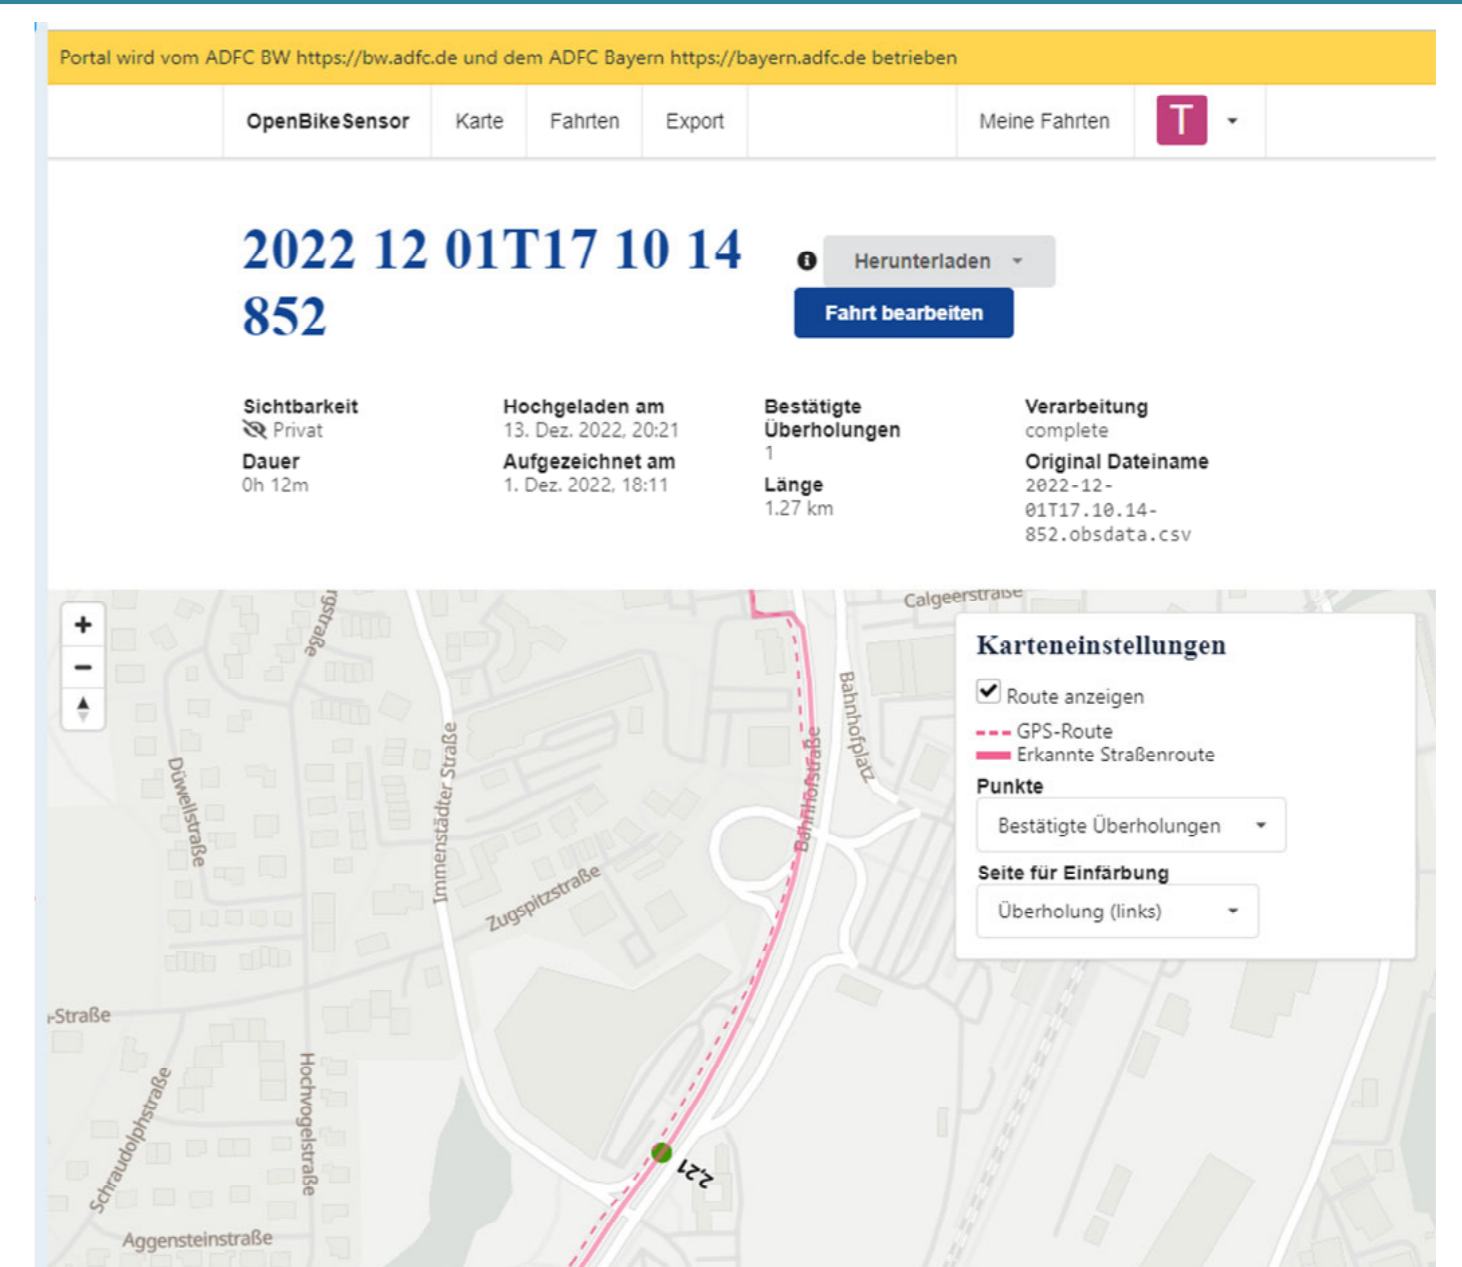 Portal wird vom ADFC BW https://bw.adfc.de und dem ADFC Bayern https://bayern.adfc.de betrieben
OpenBikeSensor Karte Fahrten Export Meine Fahrten T
2022 12 01T17 10 14
852
Herunterladen
Fahrt bearbeiten
Sichtbarkeit
Privat
Dauer
0h 12m
Hochgeladen am
13. Dez. 2022, 20:21
Aufgezeichnet am
1. Dez. 2022, 18:11
Bestätigte
Überholungen
1
Länge
1.27 km
Verarbeitung
complete
Original Dateiname
2022-12-
01T17.10.14-
852.obsdata.csv
Calgeerstraße
Karteneinstellungen
Route anzeigen
GPS-Route
Erkannte Straßenroute
Punkte
Bestätigte Überholungen
Seite für Einfärbung
Überholung (links)
rgstraße
Bahnhofplatz
Bahnhofstraße
Immenstädter Straße
Düwellstraße
Zugspitzstraße
-Straße
Hochvogelstraße
Schraudolphstraße
2,21
Aggensteinstraße